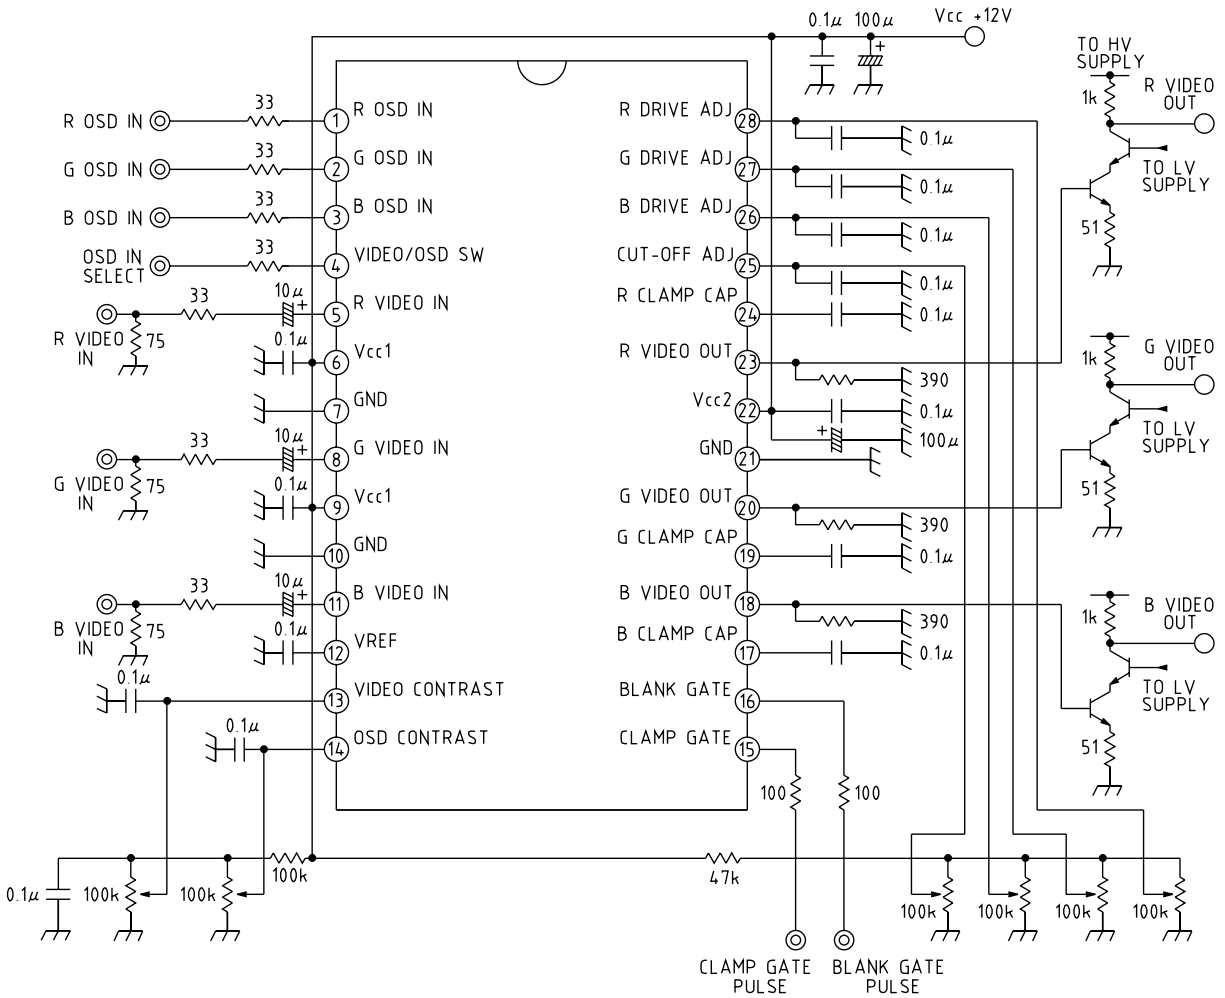 0.1μ 100μ Vcc +12V
TO HV
SUPPLY
R OSD IN 33 1 R OSD IN
G OSD IN 33 2 G OSD IN
B OSD IN 33 3 B OSD IN
OSD IN
SELECT 33 4 VIDEO/OSD SW
R VIDEO
IN 75 33 10μ + 5 R VIDEO IN
0.1μ 6 Vcc1
7 GND
G VIDEO
IN 75 33 10μ + 8 G VIDEO IN
0.1μ 9 Vcc1
10 GND
B VIDEO
IN 75 33 10μ + 11 B VIDEO IN
0.1μ 12 VREF
0.1μ 13 VIDEO CONTRAST
0.1μ 14 OSD CONTRAST
R DRIVE ADJ 28 0.1μ
G DRIVE ADJ 27 0.1μ
B DRIVE ADJ 26 0.1μ
CUT-OFF ADJ 25 0.1μ
R CLAMP CAP 24 0.1μ
R VIDEO OUT 23 390
Vcc2 22 0.1μ
+ 100μ
GND 21
G VIDEO OUT 20 390
G CLAMP CAP 19 0.1μ
B VIDEO OUT 18 390
B CLAMP CAP 17 0.1μ
BLANK GATE 16 100
CLAMP GATE 15 100
1k R VIDEO
OUT
TO LV
SUPPLY
51
1k G VIDEO
OUT
TO LV
SUPPLY
51
1k B VIDEO
OUT
TO LV
SUPPLY
51
0.1μ 100k 100k 100k 47k 100k 100k 100k 100k
CLAMP GATE
PULSE
BLANK GATE
PULSE
+